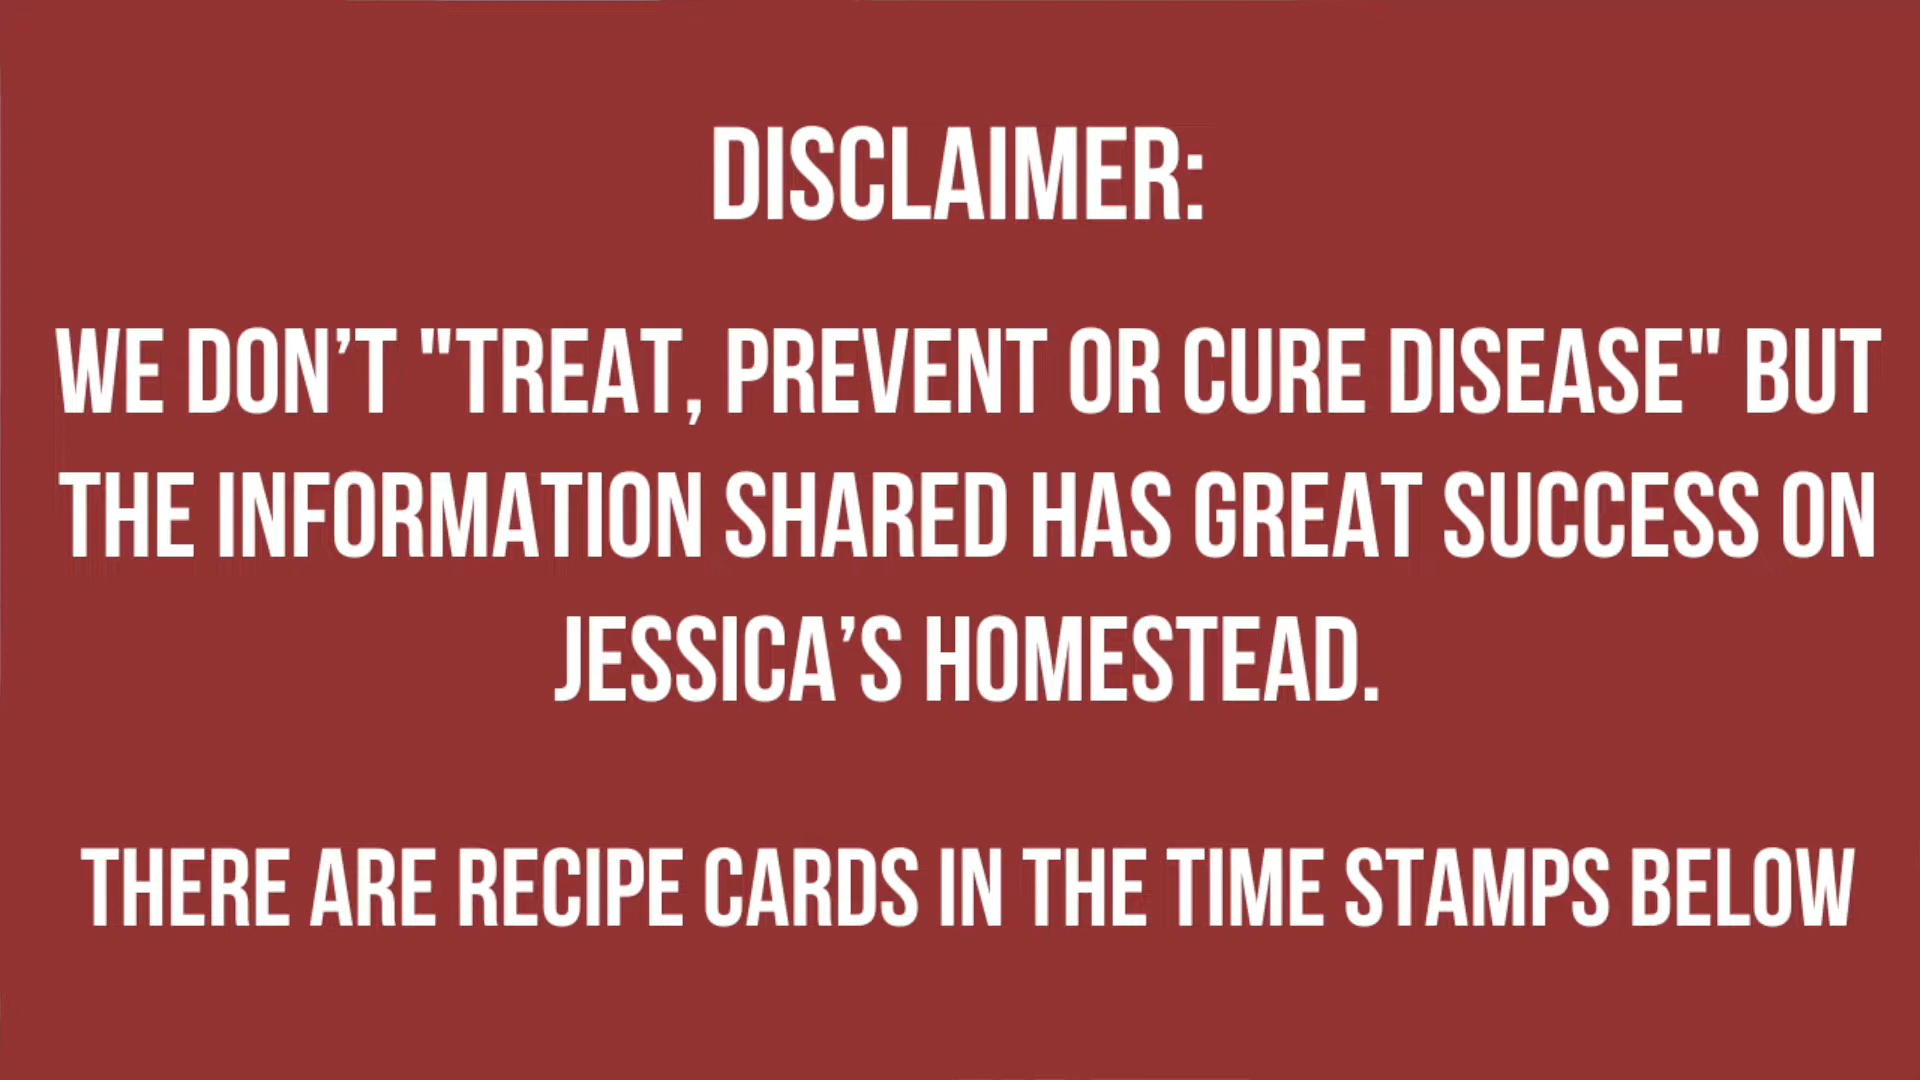 DISCLAIMER:
WE DON’T "TREAT, PREVENT OR CURE DISEASE" BUT
THE INFORMATION SHARED HAS GREAT SUCCESS ON
JESSICA’S HOMESTEAD.
THERE ARE RECIPE CARDS IN THE TIME STAMPS BELOW